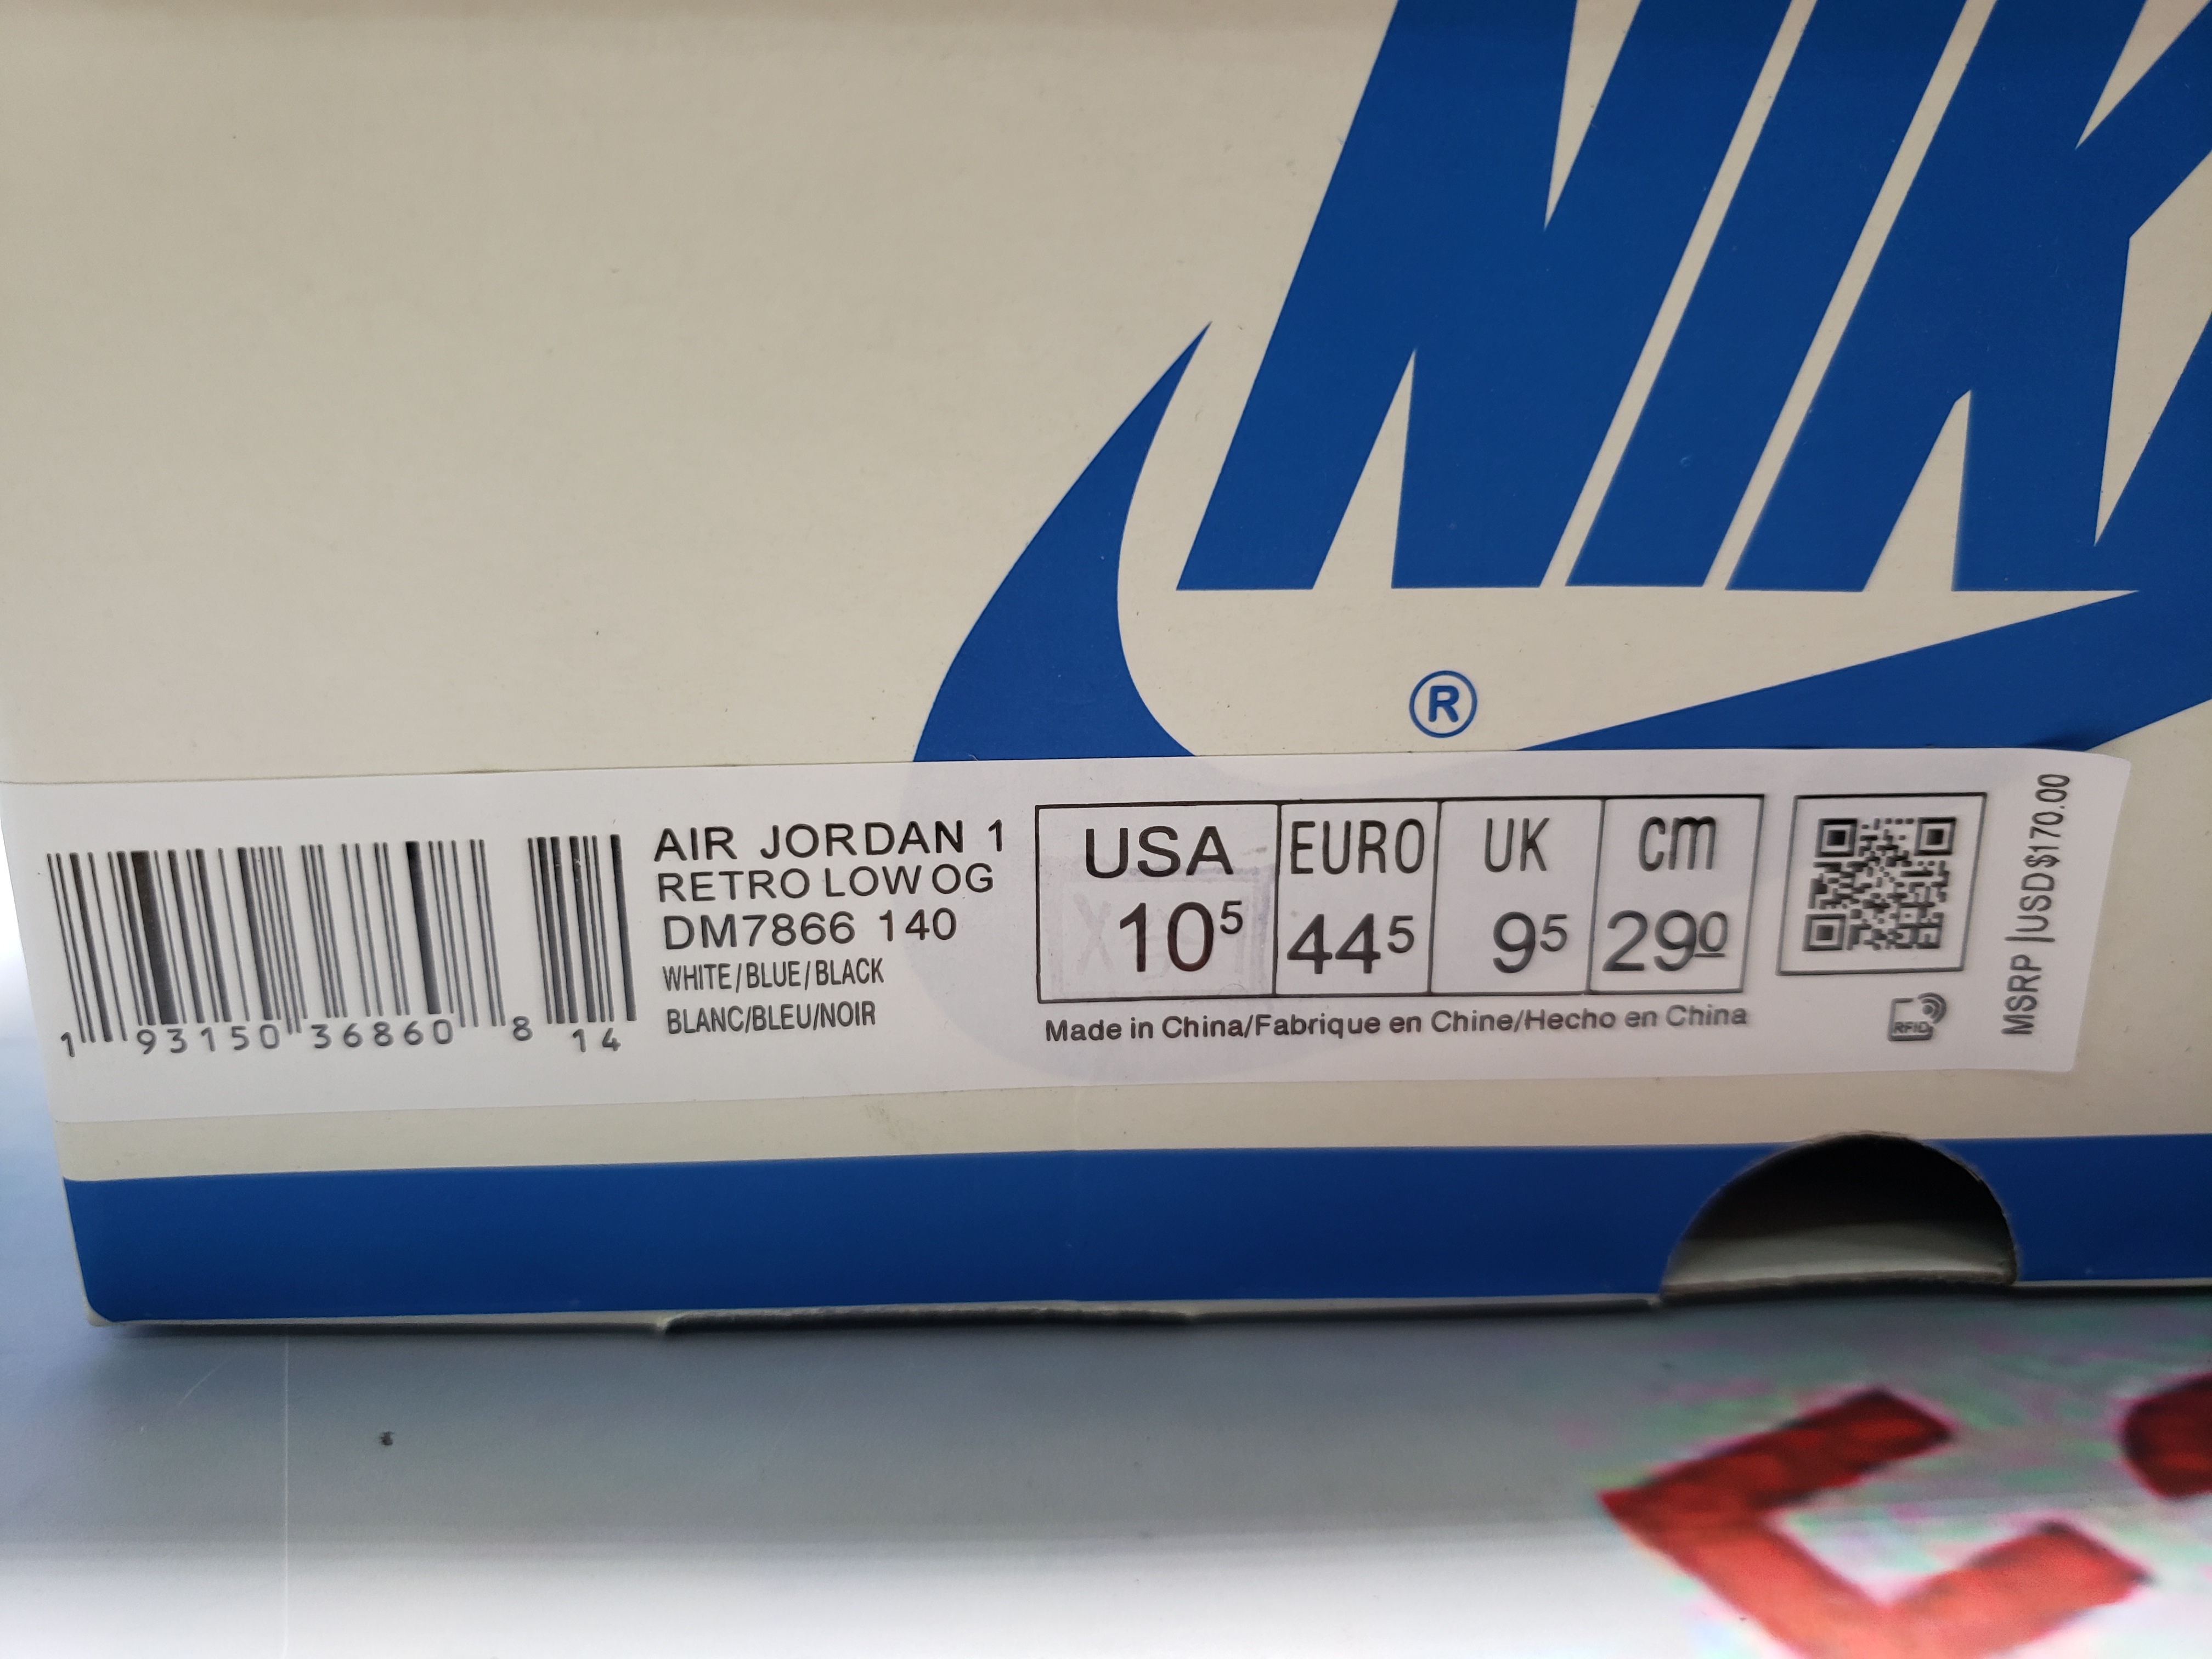 NIK
®
AIR JORDAN 1
RETRO LOW OG
DM7866 140
WHITE/BLUE/BLACK
BLANC/BLEU/NOIR
1 93150 36860 8 14
USA EURO UK cm
10⁵ 44⁵ 9⁵ 29⁰
Made in China/Fabrique en Chine/Hecho en China
RFID
MSRP |USD$170.00